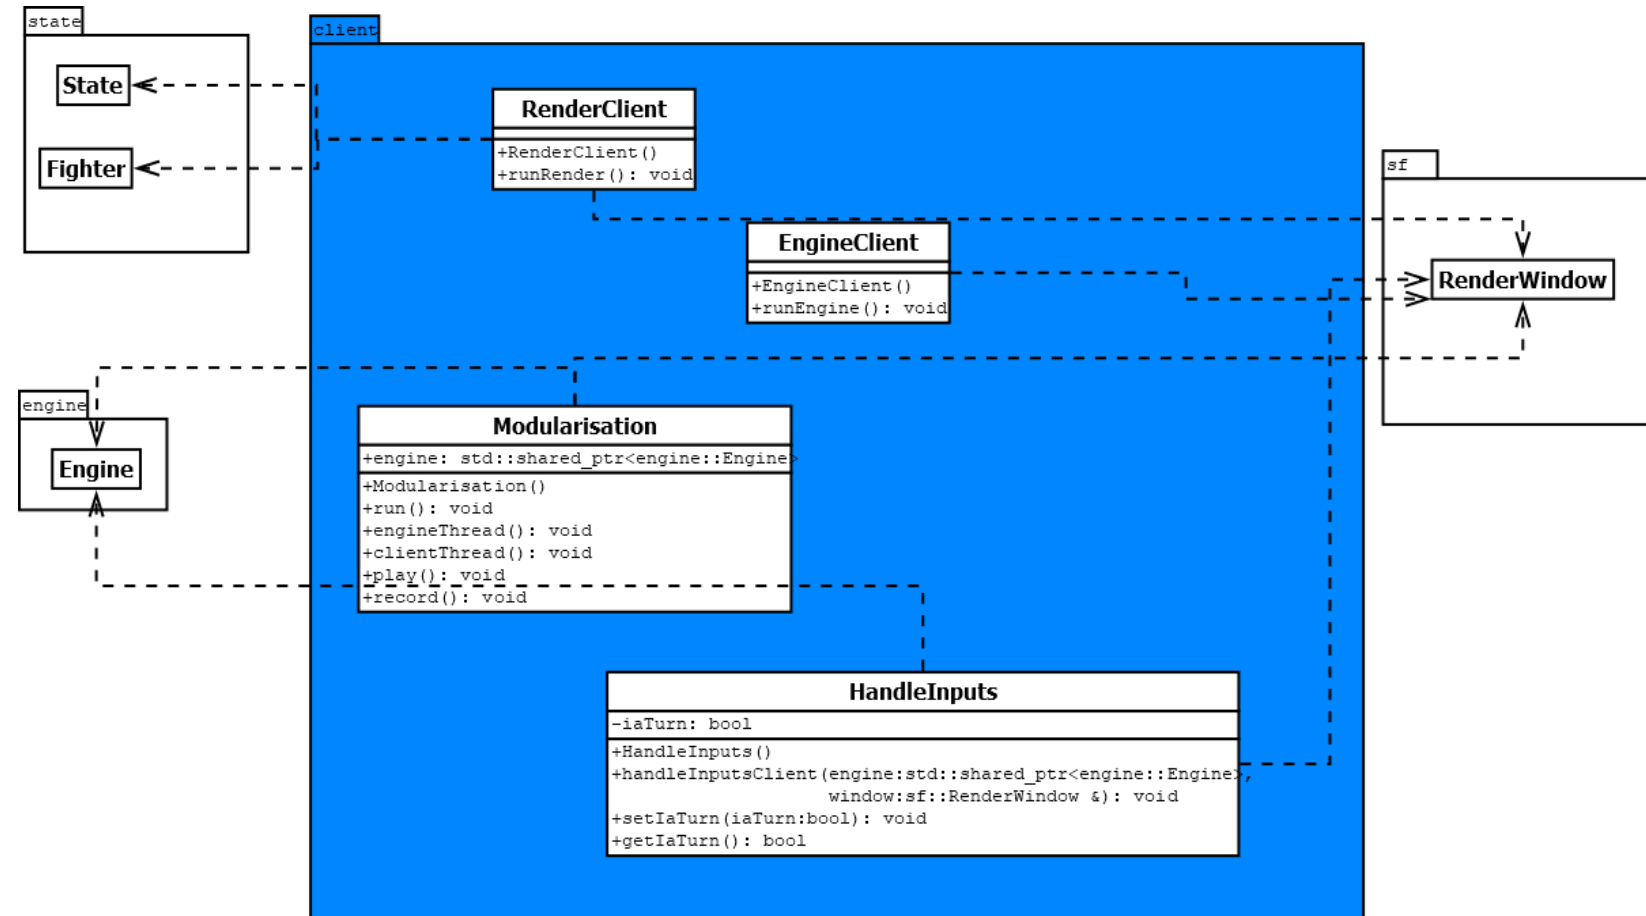 state
State
Fighter
client
RenderClient
+RenderClient()
+runRender(): void
EngineClient
+EngineClient()
+runEngine(): void
sf
RenderWindow
engine
Engine
Modularisation
+engine: std::shared_ptr<engine::Engine>
+Modularisation()
+run(): void
+engineThread(): void
+clientThread(): void
+play(): void
+record(): void
HandleInputs
-iaTurn: bool
+HandleInputs()
+handleInputsClient(engine:std::shared_ptr<engine::Engine>,
window:sf::RenderWindow &): void
+setIaTurn(iaTurn:bool): void
+getIaTurn(): bool